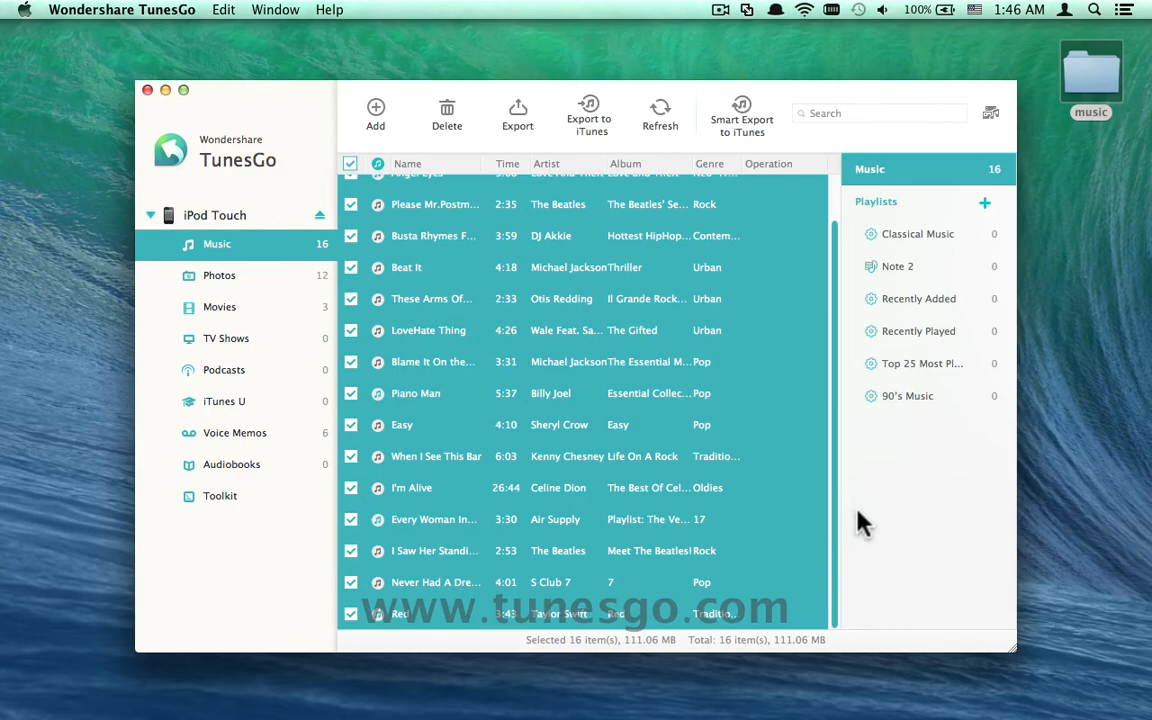 Wondershare TunesGo Edit Window Help 100% 1:46 AM
music
Wondershare
TunesGo
Add Delete Export Export to iTunes Refresh Smart Export to iTunes Search
iPod Touch
Music 16
Photos 12
Movies 3
TV Shows 0
Podcasts 0
iTunes U 0
Voice Memos 6
Audiobooks 0
Toolkit
Name Time Artist Album Genre Operation
Please Mr.Postm... 2:35 The Beatles The Beatles' Se... Rock
Busta Rhymes F... 3:59 DJ Akkie Hottest HipHop... Contem...
Beat It 4:18 Michael Jackson Thriller Urban
These Arms Of... 2:33 Otis Redding Il Grande Rock... Urban
LoveHate Thing 4:26 Wale Feat. Sa... The Gifted Urban
Blame It On the... 3:31 Michael Jackson The Essential M... Pop
Piano Man 5:37 Billy Joel Essential Collec... Pop
Easy 4:10 Sheryl Crow Easy Pop
When I See This Bar 6:03 Kenny Chesney Life On A Rock Traditio...
I'm Alive 26:44 Celine Dion The Best Of Cel... Oldies
Every Woman In... 3:30 Air Supply Playlist: The Ve... 17
I Saw Her Standi... 2:53 The Beatles Meet The Beatles! Rock
Never Had A Dre... 4:01 S Club 7 7 Pop
Red 3:43 Taylor Swift Red Traditio...
www.tunesgo.com
Selected 16 item(s), 111.06 MB Total: 16 item(s), 111.06 MB
Music 16
Playlists
Classical Music 0
Note 2 0
Recently Added 0
Recently Played 0
Top 25 Most Pl... 0
90's Music 0